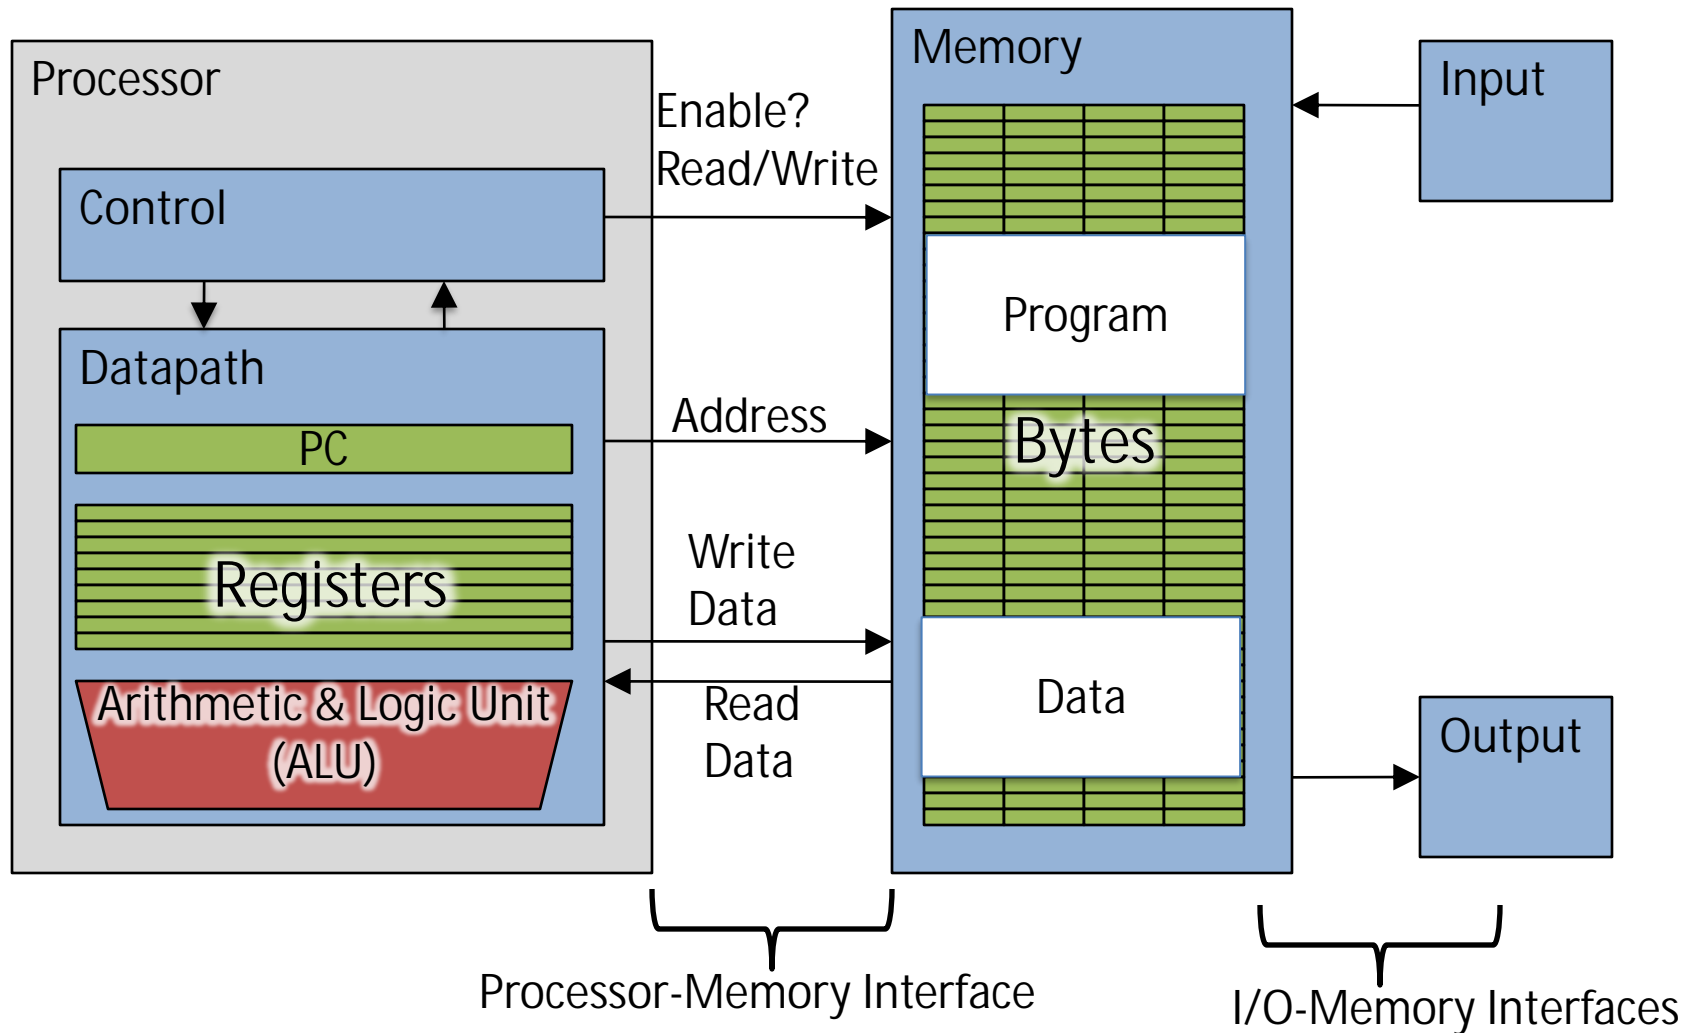 Processor
Control
Datapath
PC
Registers
Arithmetic & Logic Unit
(ALU)
Enable?
Read/Write
Address
Write
Data
Read
Data
Memory
Program
Bytes
Data
Input
Output
Processor-Memory Interface
I/O-Memory Interfaces